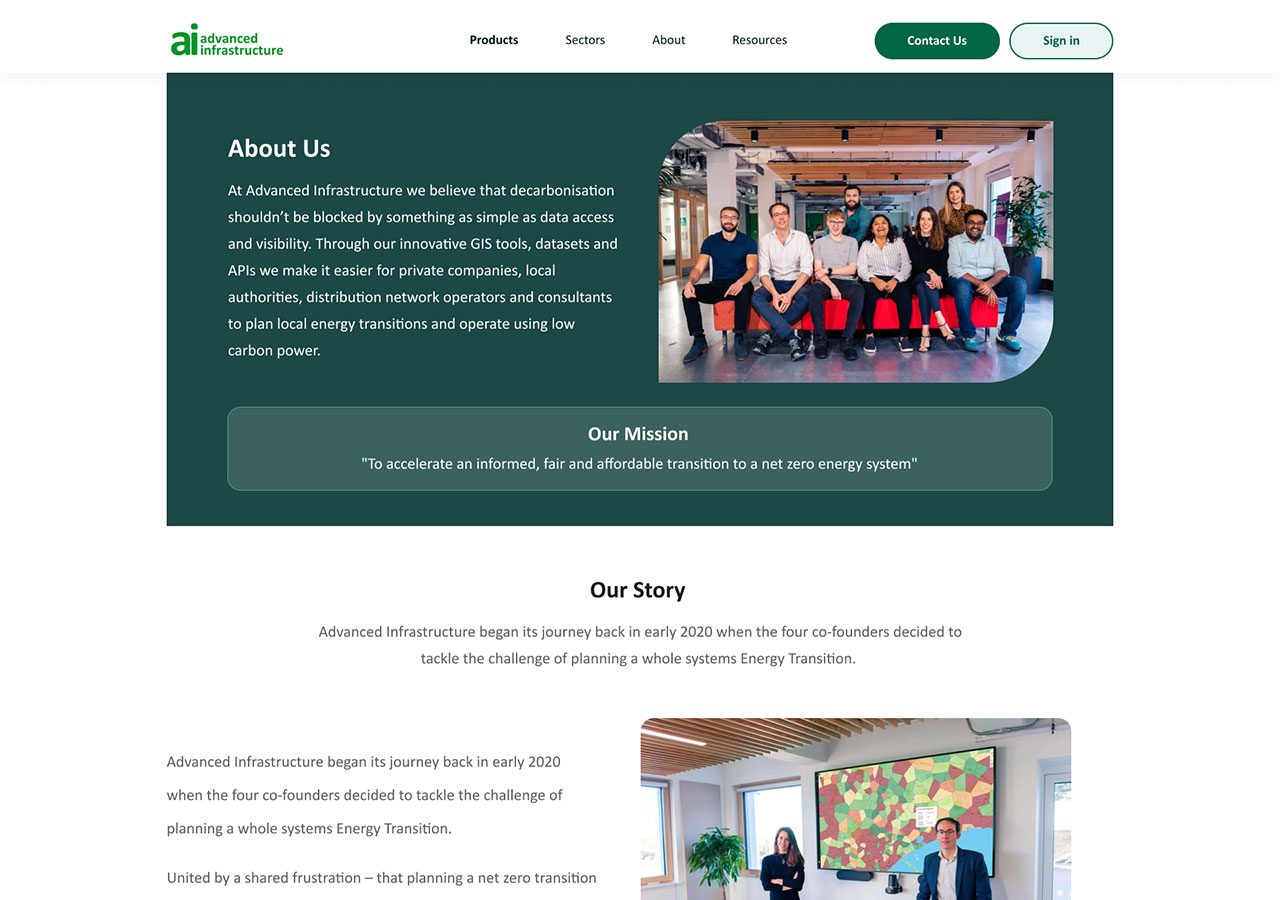 ai advanced
infrastructure
Products
Sectors
About
Resources
Contact Us
Sign in
About Us
At Advanced Infrastructure we believe that decarbonisation
shouldn’t be blocked by something as simple as data access
and visibility. Through our innovative GIS tools, datasets and
APIs we make it easier for private companies, local
authorities, distribution network operators and consultants
to plan local energy transitions and operate using low
carbon power.
Our Mission
"To accelerate an informed, fair and affordable transition to a net zero energy system"
Our Story
Advanced Infrastructure began its journey back in early 2020 when the four co-founders decided to
tackle the challenge of planning a whole systems Energy Transition.
Advanced Infrastructure began its journey back in early 2020
when the four co-founders decided to tackle the challenge of
planning a whole systems Energy Transition.
United by a shared frustration – that planning a net zero transition